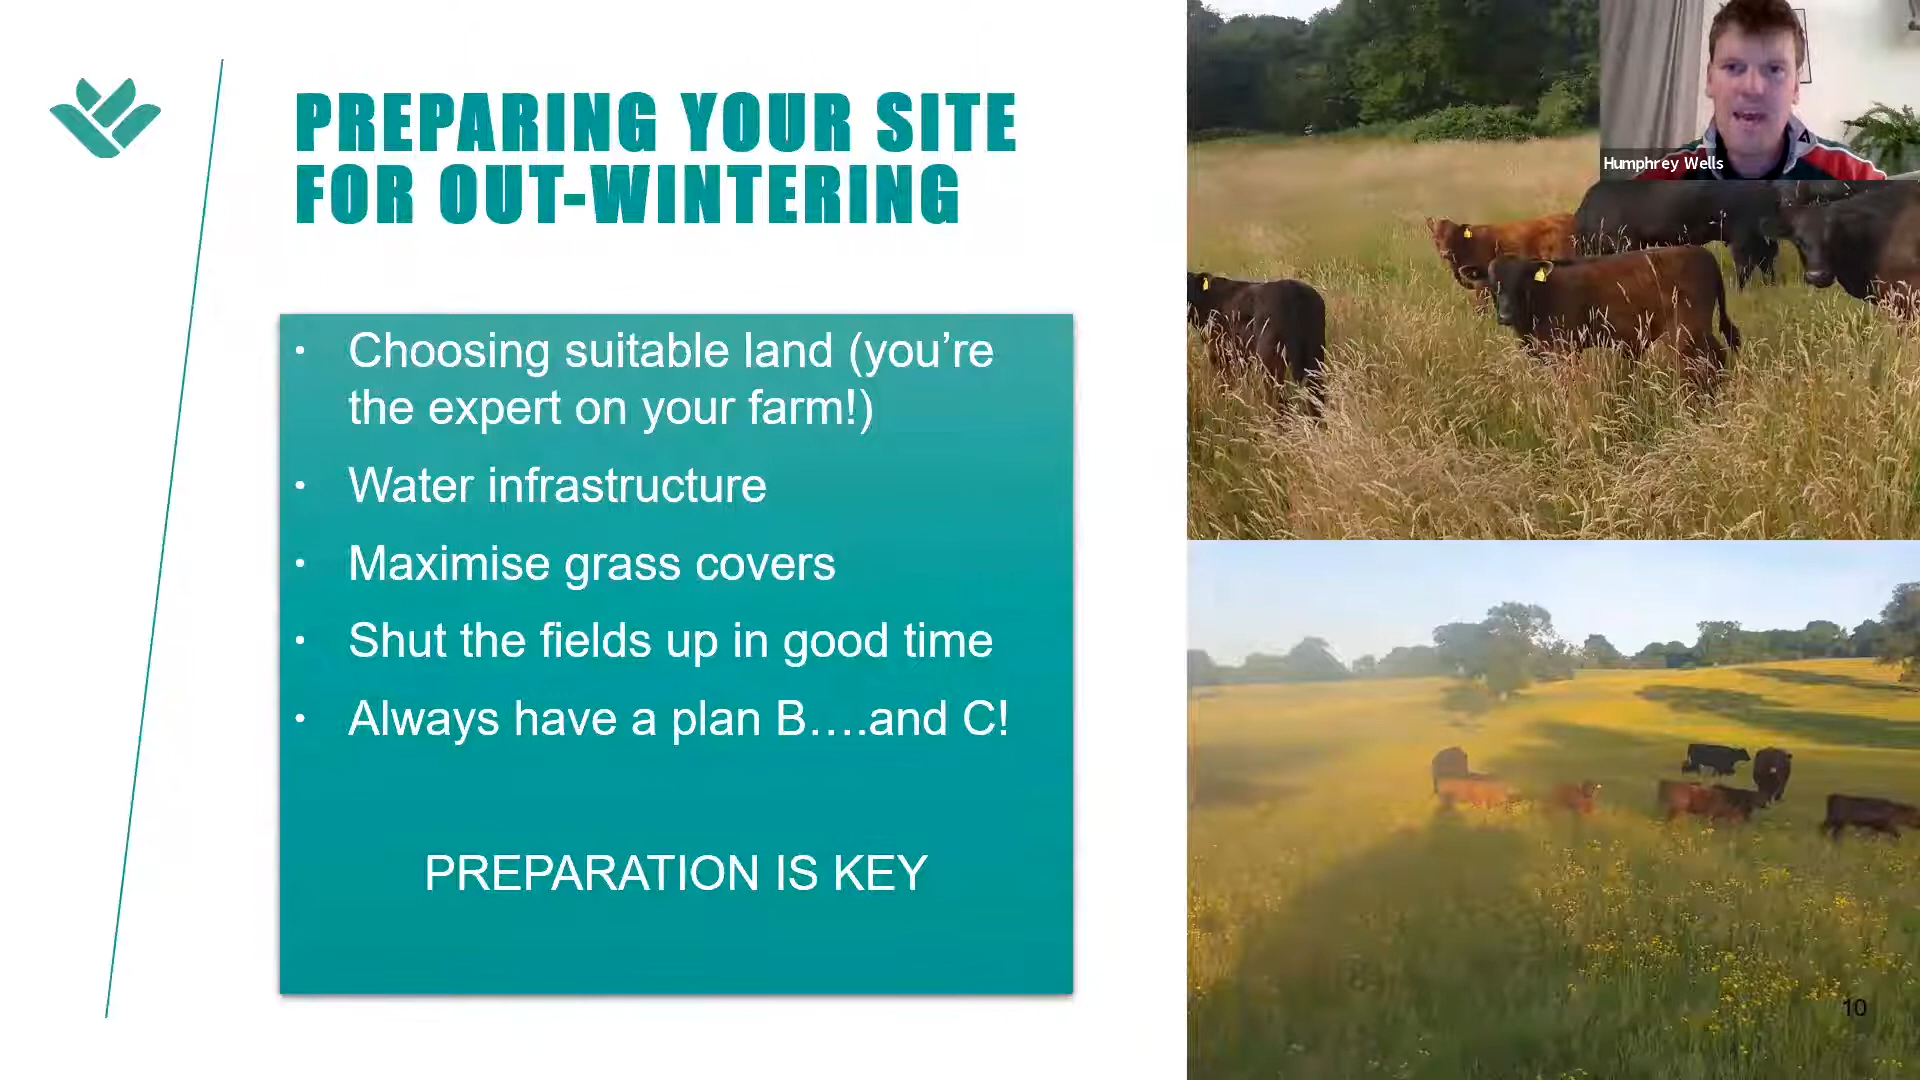 PREPARING YOUR SITE
FOR OUT-WINTERING
• Choosing suitable land (you’re
the expert on your farm!)
• Water infrastructure
• Maximise grass covers
• Shut the fields up in good time
• Always have a plan B….and C!
PREPARATION IS KEY
Humphrey Wells
10